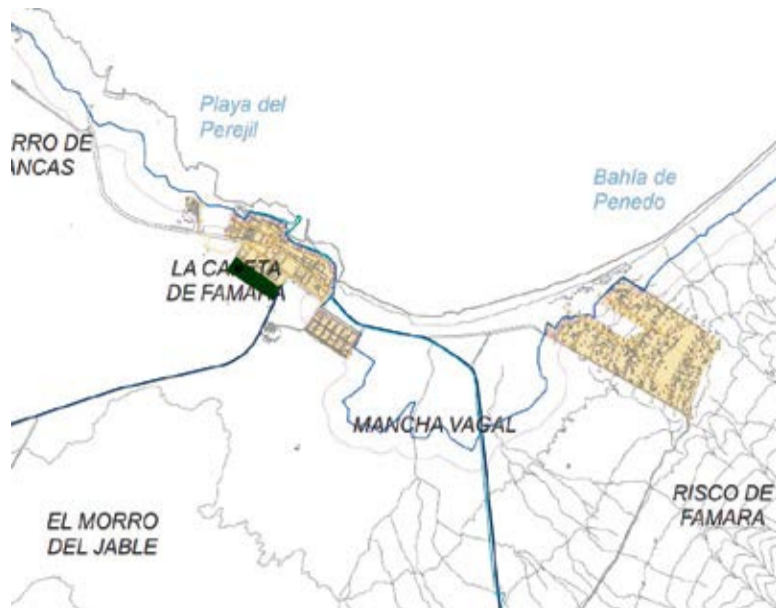 Playa del
Perejil
RRO DE
ANCAS
Bahía de
Penedo
LA CALETA
DE FAMARA
MANCHA VAGAL
RISCO DE
FAMARA
EL MORRO
DEL JABLE